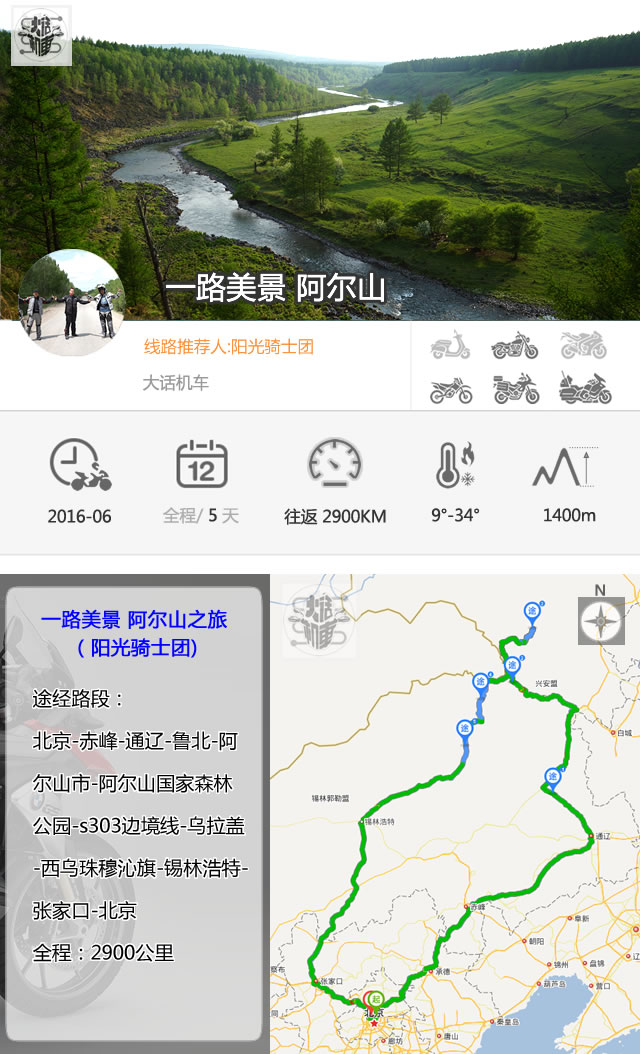 一路美景 阿尔山
线路推荐人:阳光骑士团
大话机车
12
2016-06
全程/ 5 天
往返 2900KM
9°-34°
1400m
一路美景 阿尔山之旅
( 阳光骑士团)
途经路段：
北京-赤峰-通辽-鲁北-阿
尔山市-阿尔山国家森林
公园-s303边境线-乌拉盖
-西乌珠穆沁旗-锡林浩特-
张家口-北京
全程：2900公里
N
途
途
途
兴安盟
途
白城
途
锡林郭勒盟
锡林浩特
通辽
赤峰
阜新
朝阳
锦州
盘锦
承德
张家口
葫芦岛
营口
起
北京
秦皇岛
唐山
廊坊